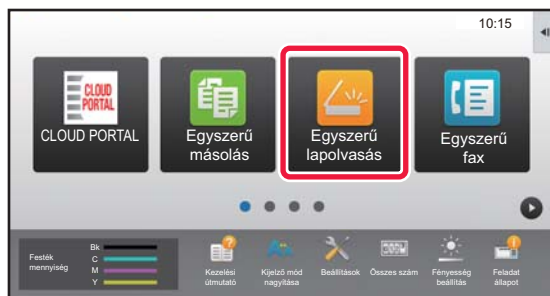 10:15
CLOUD
PORTAL
CLOUD PORTAL
Egyszerű
másolás
Egyszerű
lapolvasás
Egyszerű
fax
Festék
mennyiség
Bk
C
M
Y
Kezelési
útmutató
Kijelző mód
nagyítása
Beállítások
Összes szám
Fényesség
beállítás
Feladat
állapot